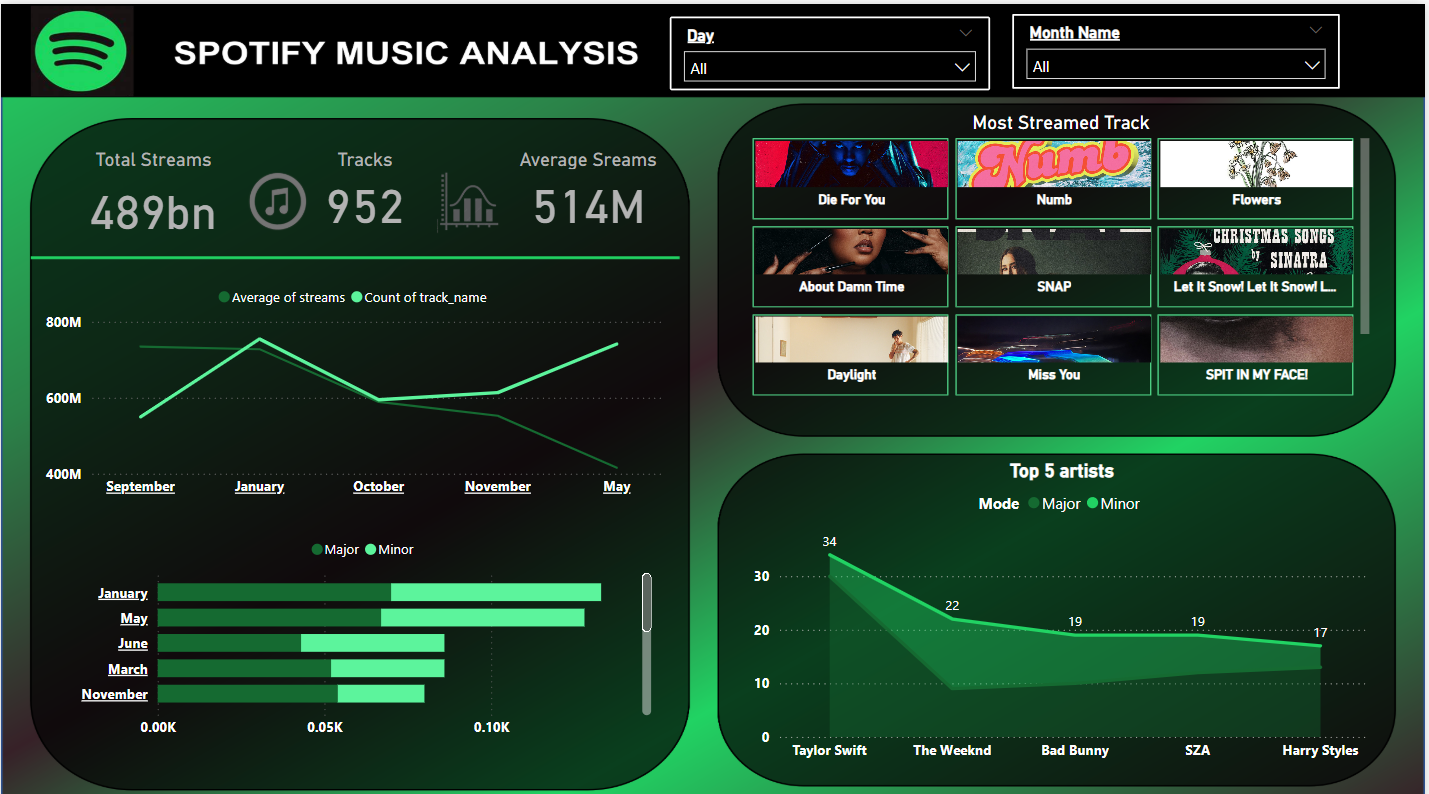 SPOTIFY MUSIC ANALYSIS
Day
All
Month Name
All
Total Streams
489bn
Tracks
952
Average Sreams
514M
Average of streams Count of track_name
800M
600M
400M
September January October November May
Major Minor
January
May
June
March
November
0.00K 0.05K 0.10K
Most Streamed Track
Numb
Die For You Numb Flowers
CHRISTMAS SONGS
by SINATRA
About Damn Time SNAP Let It Snow! Let It Snow! L...
Daylight Miss You SPIT IN MY FACE!
Top 5 artists
Mode Major Minor
34
22
19
19
17
30
20
10
0
Taylor Swift The Weeknd Bad Bunny SZA Harry Styles